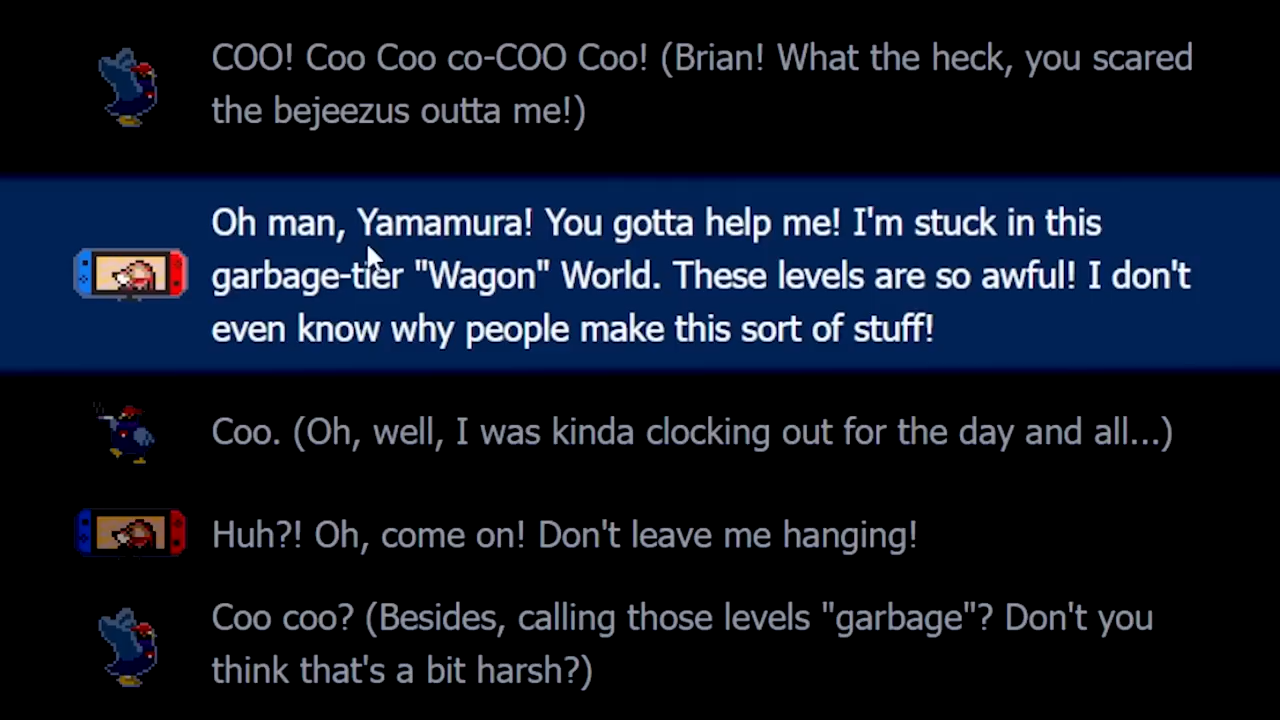 COO! Coo Coo co-COO Coo! (Brian! What the heck, you scared
the bejeezus outta me!)
Oh man, Yamamura! You gotta help me! I'm stuck in this
garbage-tier "Wagon" World. These levels are so awful! I don't
even know why people make this sort of stuff!
Coo. (Oh, well, I was kinda clocking out for the day and all...)
Huh?! Oh, come on! Don't leave me hanging!
Coo coo? (Besides, calling those levels "garbage"? Don't you
think that's a bit harsh?)